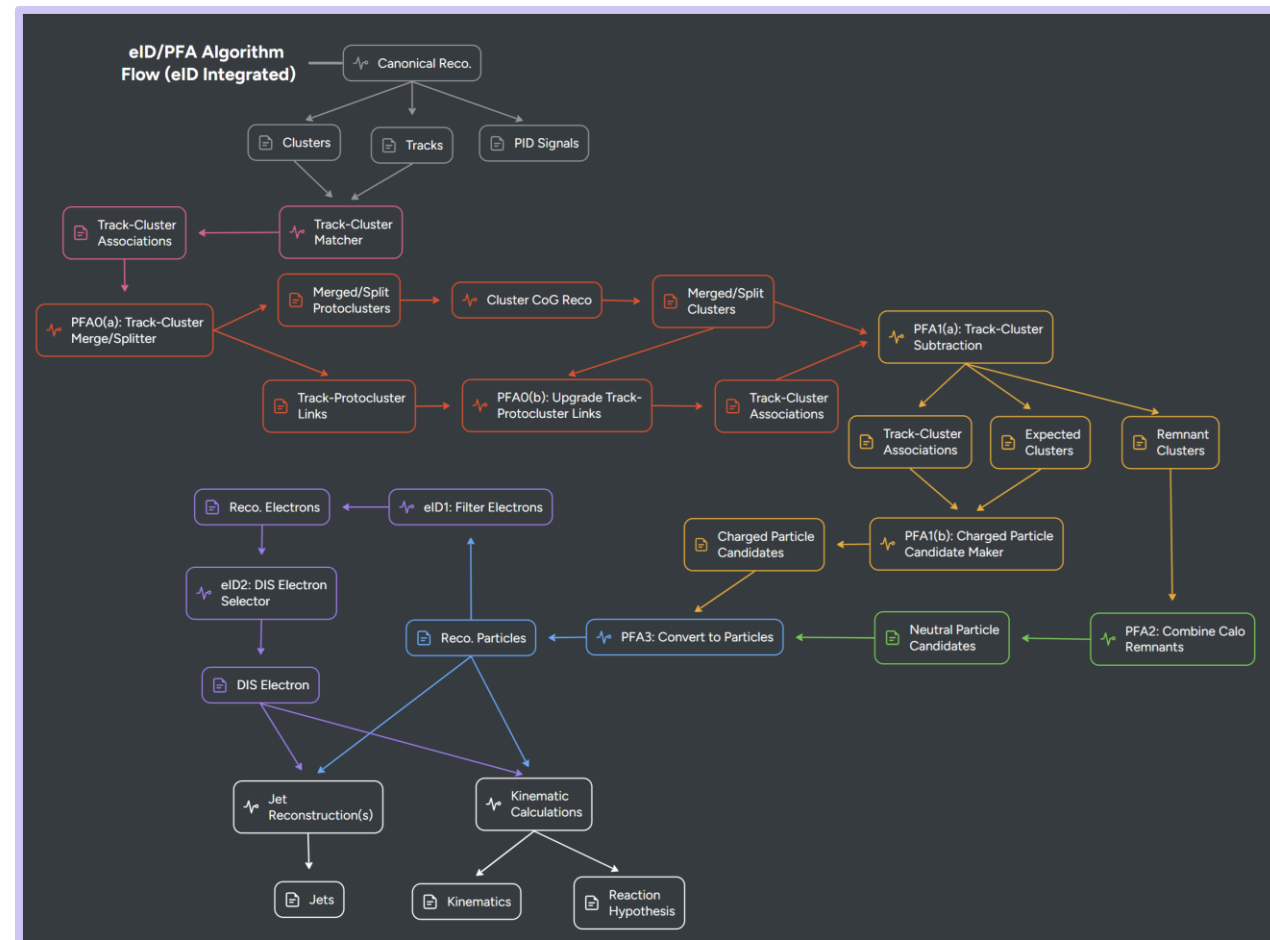 eID/PFA Algorithm
Flow (eID Integrated)
Canonical Reco.
Clusters
Tracks
PID Signals
Track-Cluster
Associations
Track-Cluster
Matcher
PFA0(a): Track-Cluster
Merge/Splitter
Merged/Split
Protoclusters
Cluster CoG Reco
Merged/Split
Clusters
PFA1(a): Track-Cluster
Subtraction
Track-Protocluster
Links
PFA0(b): Upgrade Track-
Protocluster Links
Track-Cluster
Associations
Track-Cluster
Associations
Expected
Clusters
Remnant
Clusters
Reco. Electrons
eID1: Filter Electrons
Charged Particle
Candidates
PFA1(b): Charged Particle
Candidate Maker
eID2: DIS Electron
Selector
Reco. Particles
PFA3: Convert to Particles
Neutral Particle
Candidates
PFA2: Combine Calo
Remnants
DIS Electron
Jet
Reconstruction(s)
Kinematic
Calculations
Jets
Kinematics
Reaction
Hypothesis